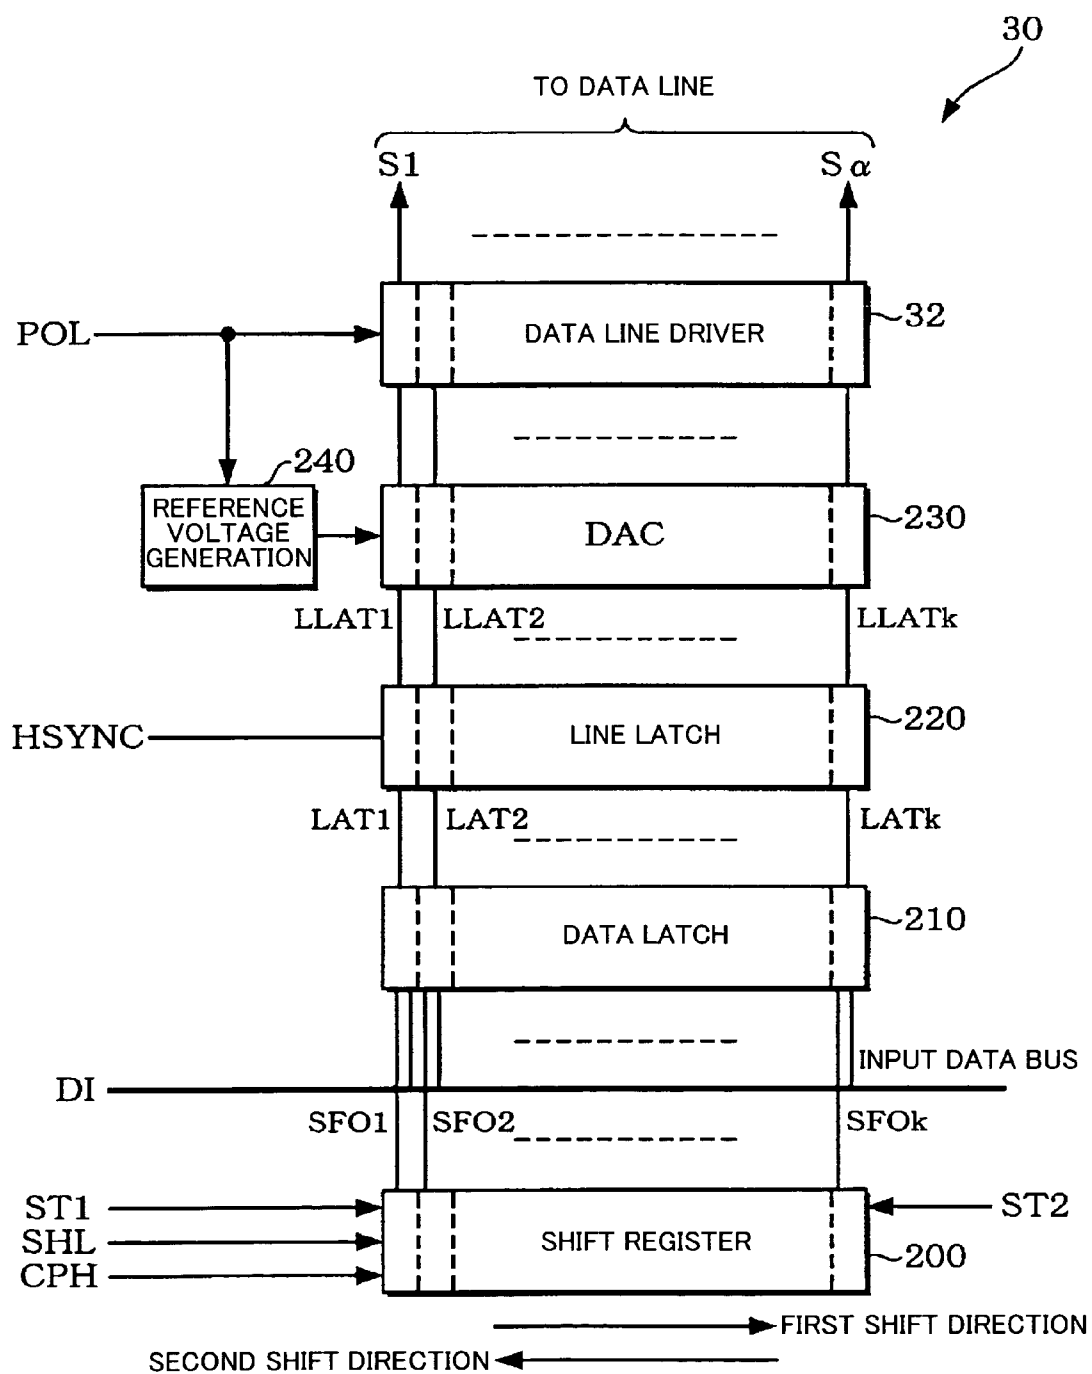 30
TO DATA LINE
S1
Sα
POL
DATA LINE DRIVER
32
240
REFERENCE
VOLTAGE
GENERATION
DAC
230
LLAT1
LLAT2
LLATk
HSYNC
LINE LATCH
220
LAT1
LAT2
LATk
DATA LATCH
210
INPUT DATA BUS
DI
SFO1
SFO2
SFOk
ST1
SHL
CPH
SHIFT REGISTER
ST2
200
FIRST SHIFT DIRECTION
SECOND SHIFT DIRECTION